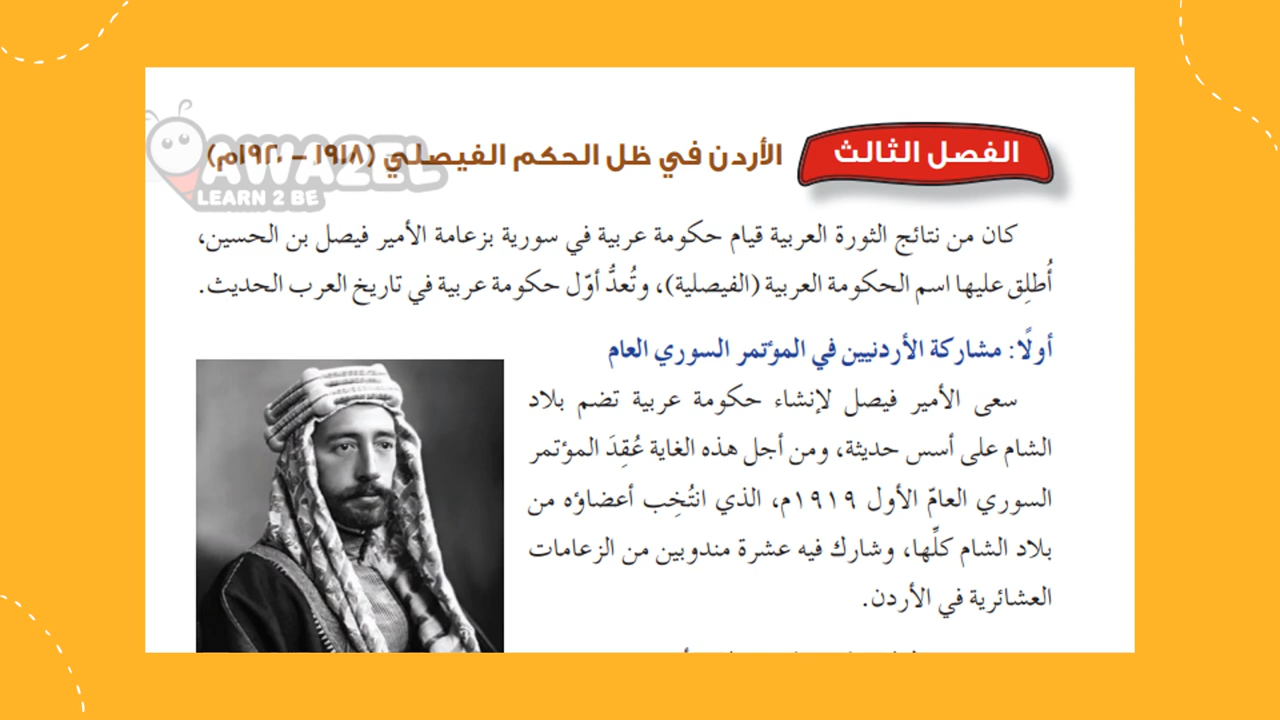 AWAZEL
LEARN 2 BE
الفصل الثالث
الأردن في ظل الحكم الفيصلي (١٩١٨ – ١٩٢٠م)
كان من نتائج الثورة العربية قيام حكومة عربية في سورية بزعامة الأمير فيصل بن الحسين،
أُطلِق عليها اسم الحكومة العربية (الفيصلية)، وتُعدُّ أوّل حكومة عربية في تاريخ العرب الحديث.
أولًا: مشاركة الأردنيين في المؤتمر السوري العام
سعى الأمير فيصل لإنشاء حكومة عربية تضم بلاد
الشام على أسس حديثة، ومن أجل هذه الغاية عُقِدَ المؤتمر
السوري العامّ الأول ١٩١٩م، الذي انتُخِب أعضاؤه من
بلاد الشام كلِّها، وشارك فيه عشرة مندوبين من الزعامات
العشائرية في الأردن.